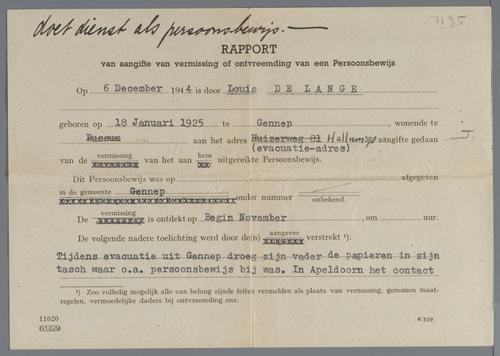 doet dienst als persoonsbewijs. —
7195
RAPPORT
van aangifte van vermissing of ontvreemding van een Persoonsbewijs
Op 6 December 1944 is door Louis DE LANGE
geboren op 18 Januari 1925 te Gennep, wonende te
Bussum aan het adres Huizerweg 81 aangifte gedaan
(evacuatie-adres)
van de vermissing van het aan hem uitgereikte Persoonsbewijs.
Dit Persoonsbewijs was op afgegeven
in de gemeente Gennep onder nummer onbekend.
De vermissing is ontdekt op Begin November, om uur.
De volgende nadere toelichting werd door de(n) aangever verstrekt ¹):
Tijdens evacuatie uit Gennep droeg zijn vader de papieren in zijn
tasch waar o.a. persoonsbewijs bij was. In Apeldoorn het contact
¹) Zoo volledig mogelijk alle van belang zijnde feiten vermelden als plaats van vermissing, genomen maat-
regelen, vermoedelijke daders bij ontvreemding enz.
11020
VUGA
K 339